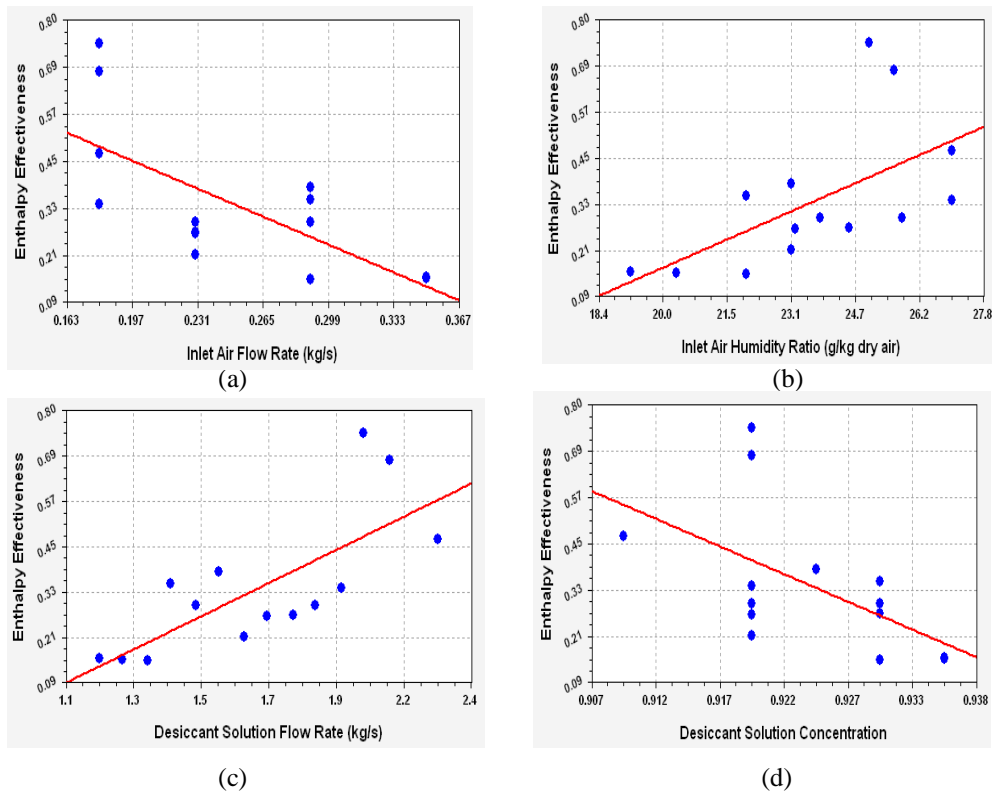 Enthalpy Effectiveness
0.80
0.69
0.57
0.45
0.33
0.21
0.09
0.163 0.197 0.231 0.265 0.299 0.333 0.367
Inlet Air Flow Rate (kg/s)
(a)
Enthalpy Effectiveness
0.80
0.69
0.57
0.45
0.33
0.21
0.09
18.4 20.0 21.5 23.1 24.7 26.2 27.8
Inlet Air Humidity Ratio (g/kg dry air)
(b)
Enthalpy Effectiveness
0.80
0.69
0.57
0.45
0.33
0.21
0.09
1.1 1.3 1.5 1.7 1.9 2.2 2.4
Desiccant Solution Flow Rate (kg/s)
(c)
Enthalpy Effectiveness
0.80
0.69
0.57
0.45
0.33
0.21
0.09
0.907 0.912 0.917 0.922 0.927 0.933 0.938
Desiccant Solution Concentration
(d)